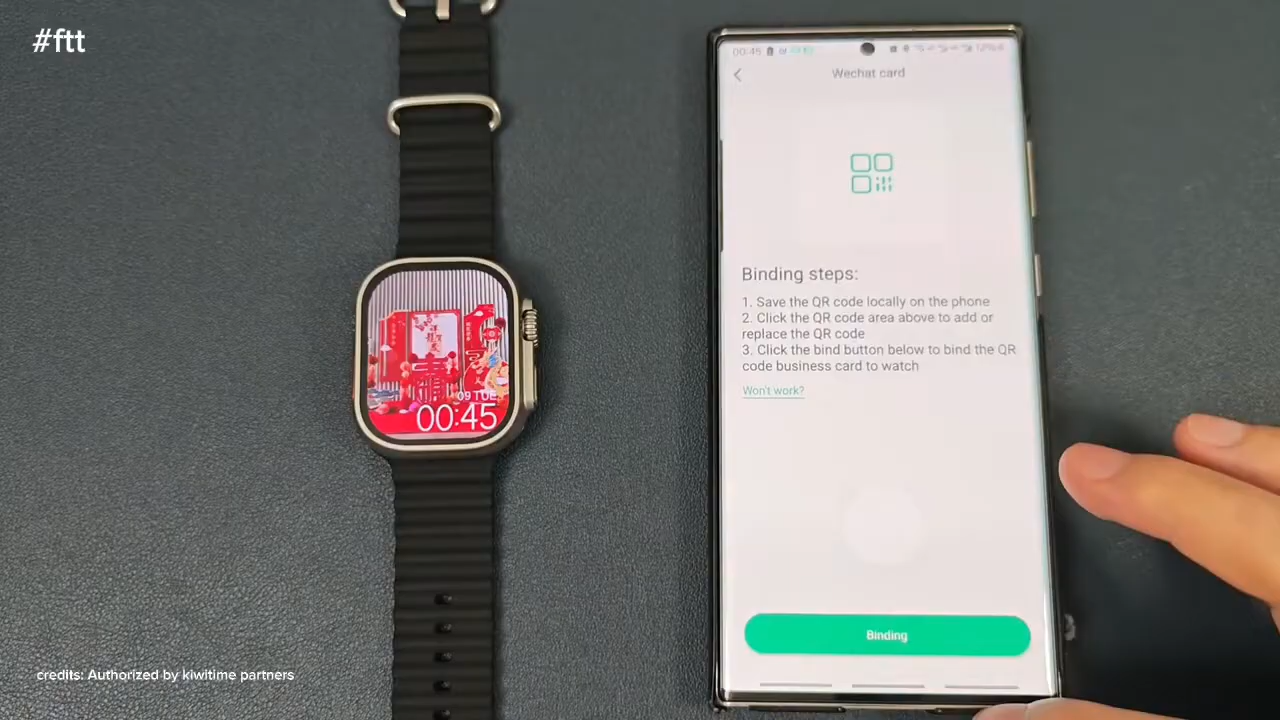 #ftt
00:45
Wechat card
Binding steps:
1. Save the QR code locally on the phone
2. Click the QR code area above to add or
replace the QR code
3. Click the bind button below to bind the QR
code business card to watch
Won't work?
09 TUE
00:45
Binding
credits: Authorized by kiwitime partners